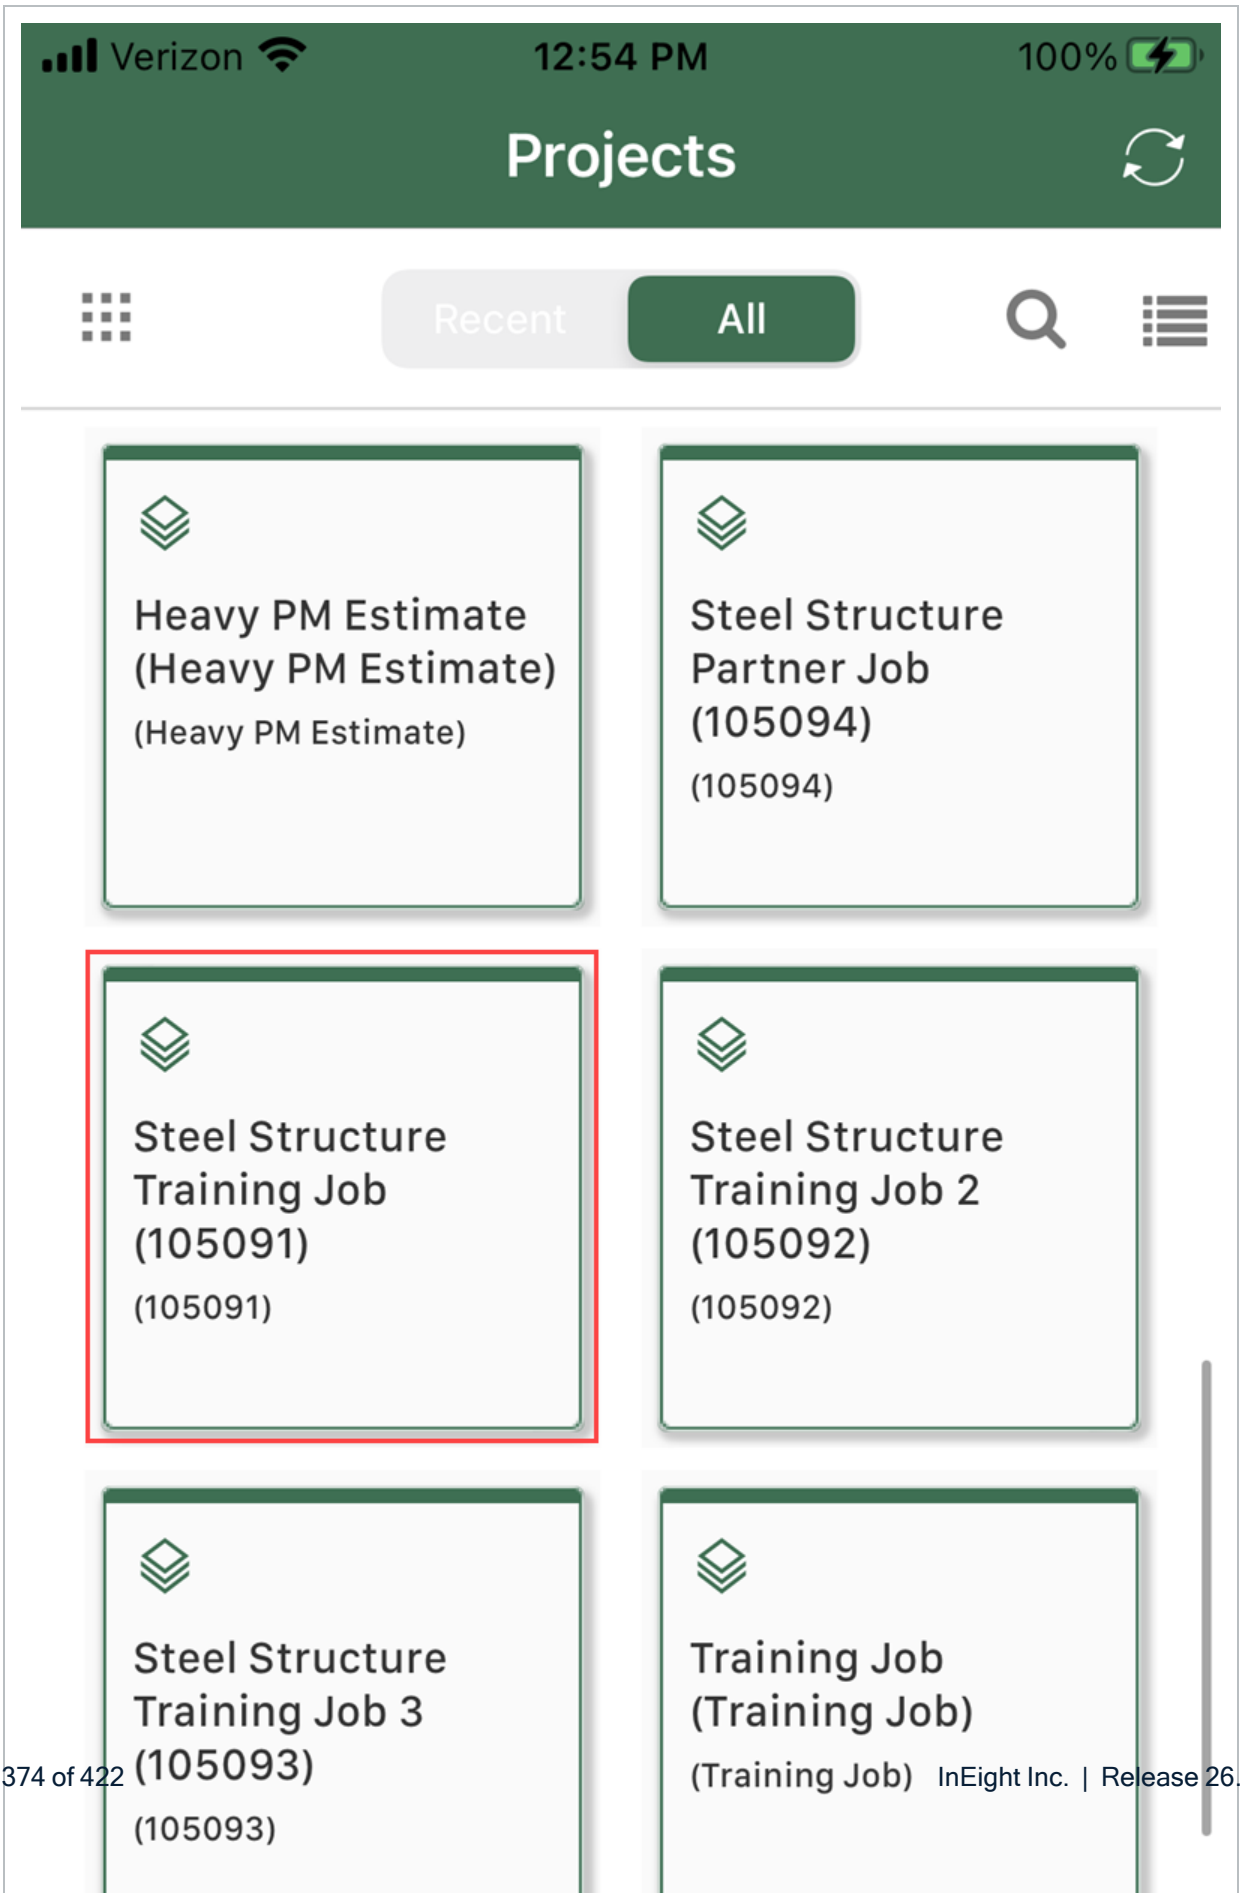 Verizon 12:54 PM 100%
Projects
Recent All
Heavy PM Estimate
(Heavy PM Estimate)
(Heavy PM Estimate)
Steel Structure
Partner Job
(105094)
(105094)
Steel Structure
Training Job
(105091)
(105091)
Steel Structure
Training Job 2
(105092)
(105092)
Steel Structure
Training Job 3
(105093)
(105093)
Training Job
(Training Job)
(Training Job)
374 of 422
InEight Inc. | Release 26.